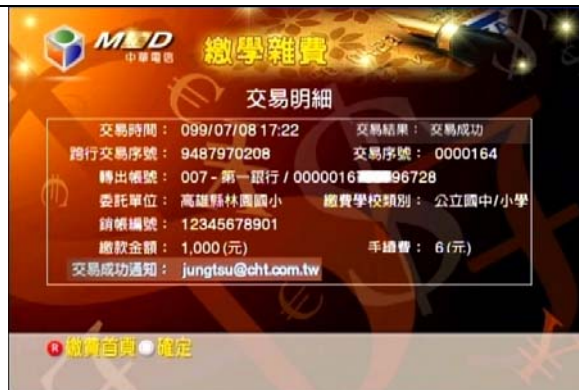 MOD 中華電信 繳學雜費
交易明細
交易時間： 099/07/08 17:22 交易結果： 交易成功
跨行交易序號： 9487970208 交易序號： 0000164
轉出帳號： 007 - 第一銀行 / 00000167 96728
委託單位： 高雄縣林園國小 繳費學校類別： 公立國中/小學
銷帳編號： 12345678901
繳款金額： 1,000 (元) 手續費： 6 (元)
交易成功通知： jungtsu@cht.com.tw
R 繳費首頁 確定